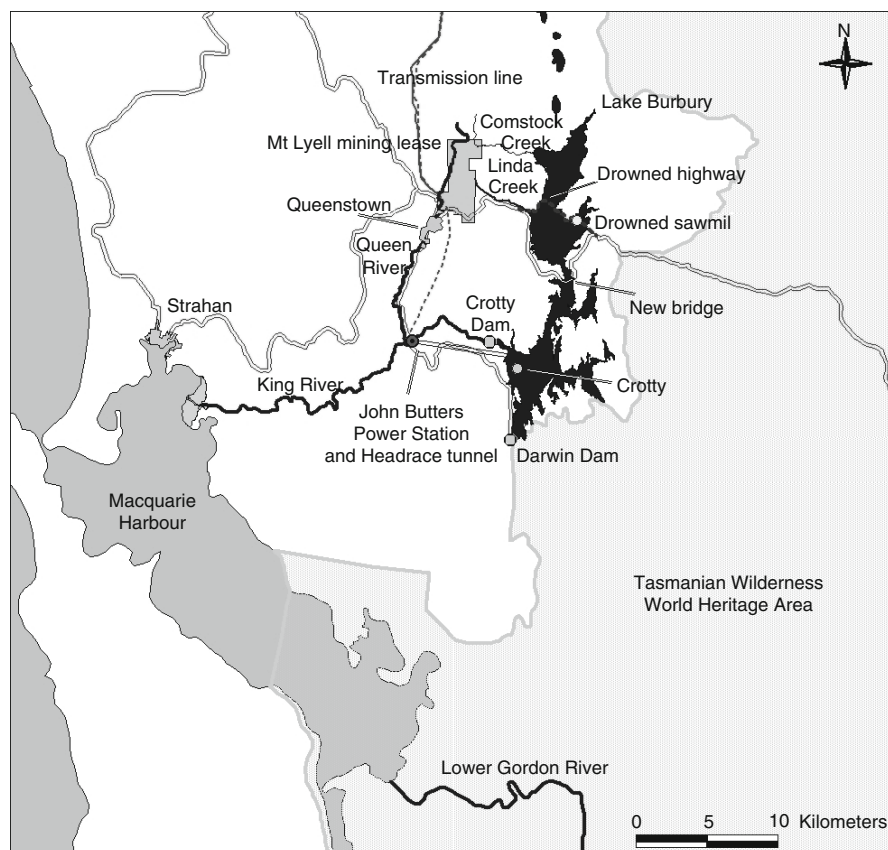 N
Transmission line
Lake Burbury
Comstock
Creek
Mt Lyell mining lease
Linda
Creek
Drowned highway
Queenstown
Drowned sawmil
Queen
River
Strahan
New bridge
Crotty
Dam
King River
Crotty
John Butters
Power Station
and Headrace tunnel
Darwin Dam
Macquarie
Harbour
Tasmanian Wilderness
World Heritage Area
Lower Gordon River
0 5 10 Kilometers